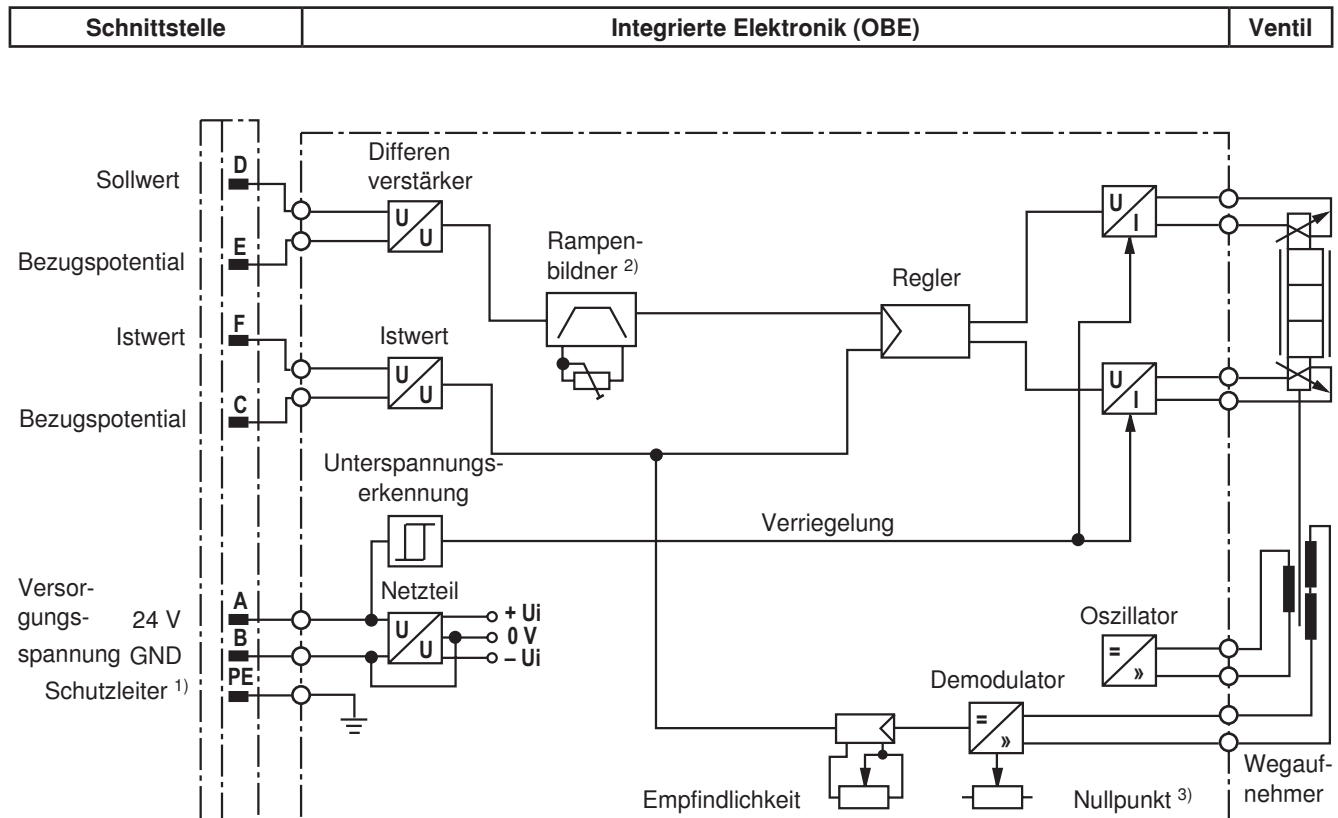 Schnittstelle
Integrierte Elektronik (OBE)
Ventil
Differen
verstärker
Sollwert
D
U
U
Bezugspotential
E
Rampen-
bildner 2)
Regler
U
I
Istwert
F
Istwert
U
U
Bezugspotential
C
U
I
Unterspannungs-
erkennung
Verriegelung
Versor-
gungs- 24 V
spannung GND
A
B
Netzteil
U
U
+ Ui
0 V
– Ui
Schutzleiter 1)
PE
Oszillator
=
»
Demodulator
=
»
Empfindlichkeit
Nullpunkt 3)
Wegauf-
nehmer